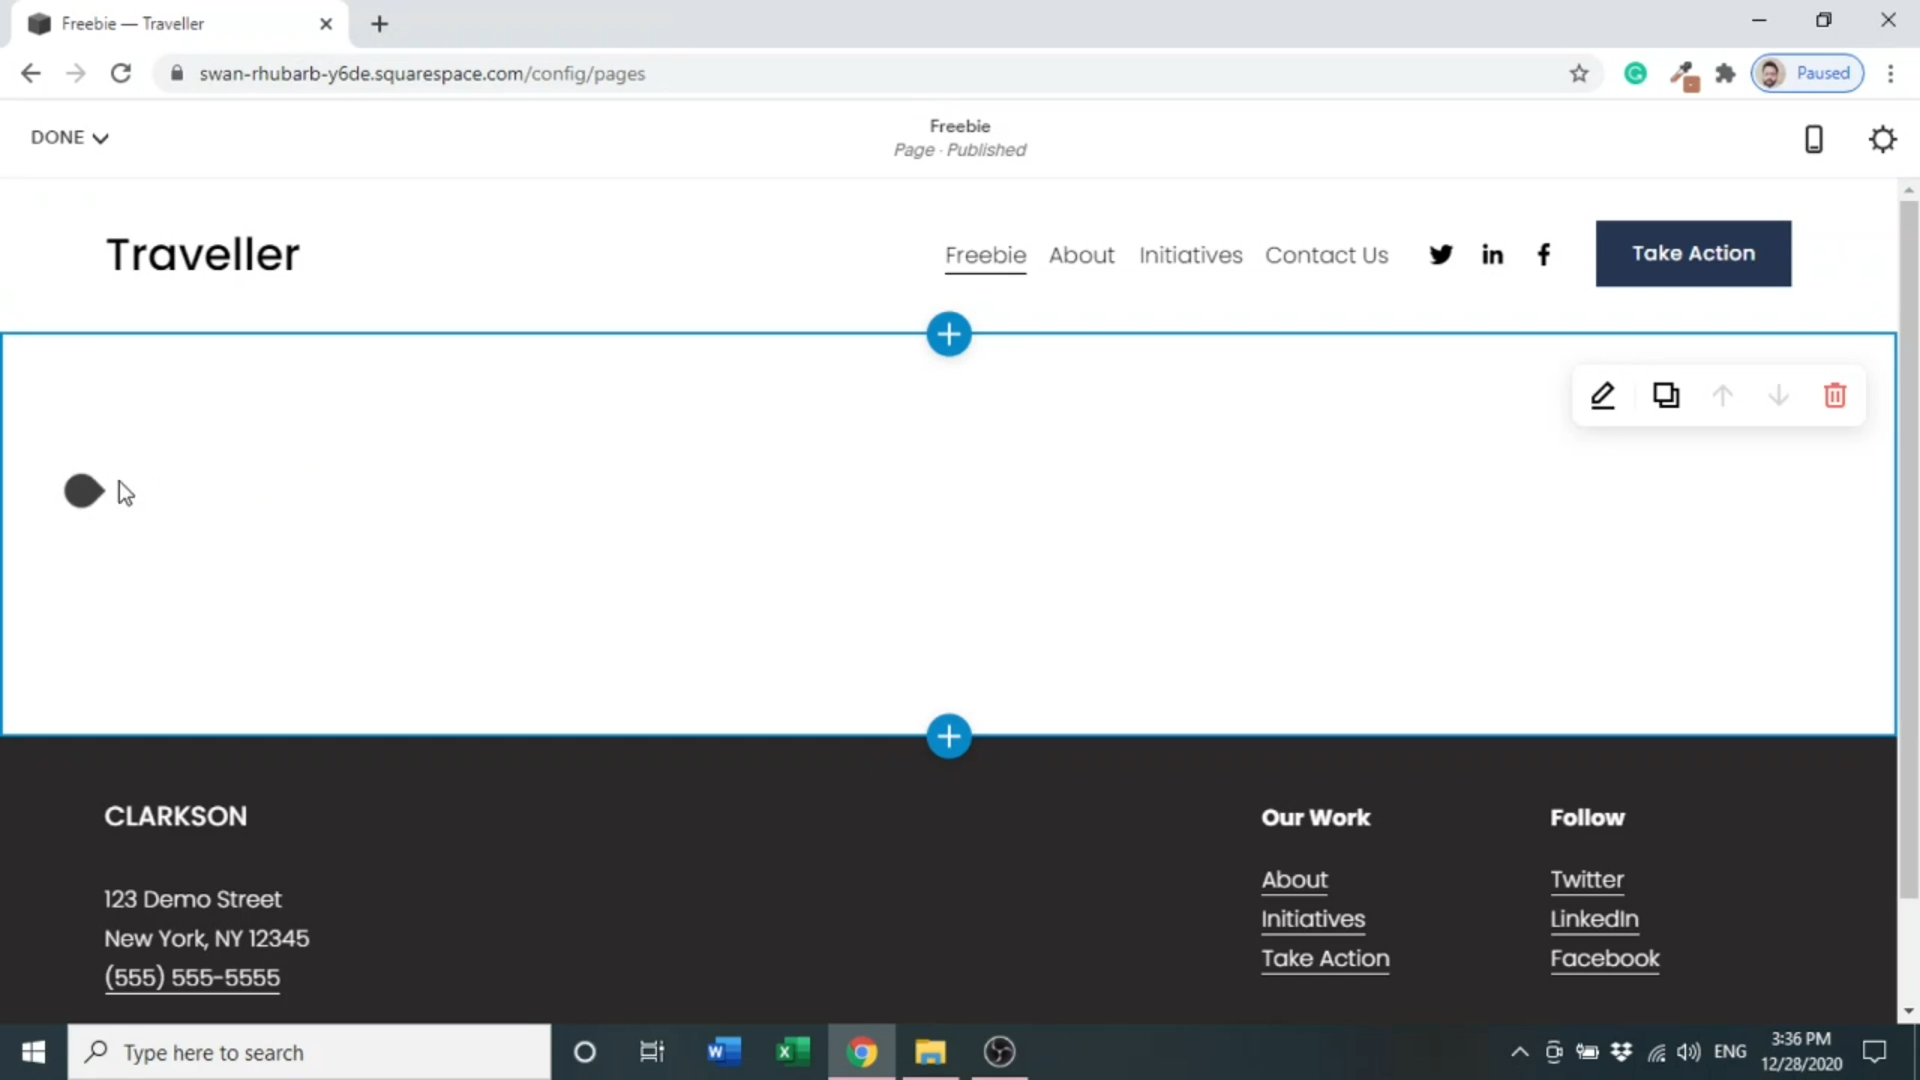 Freebie — Traveller
swan-rhubarb-y6de.squarespace.com/config/pages
Paused
DONE
Freebie
Page · Published
Traveller
Freebie About Initiatives Contact Us
Take Action
CLARKSON
123 Demo Street
New York, NY 12345
(555) 555-5555
Our Work
About
Initiatives
Take Action
Follow
Twitter
LinkedIn
Facebook
Type here to search
ENG
3:36 PM
12/28/2020